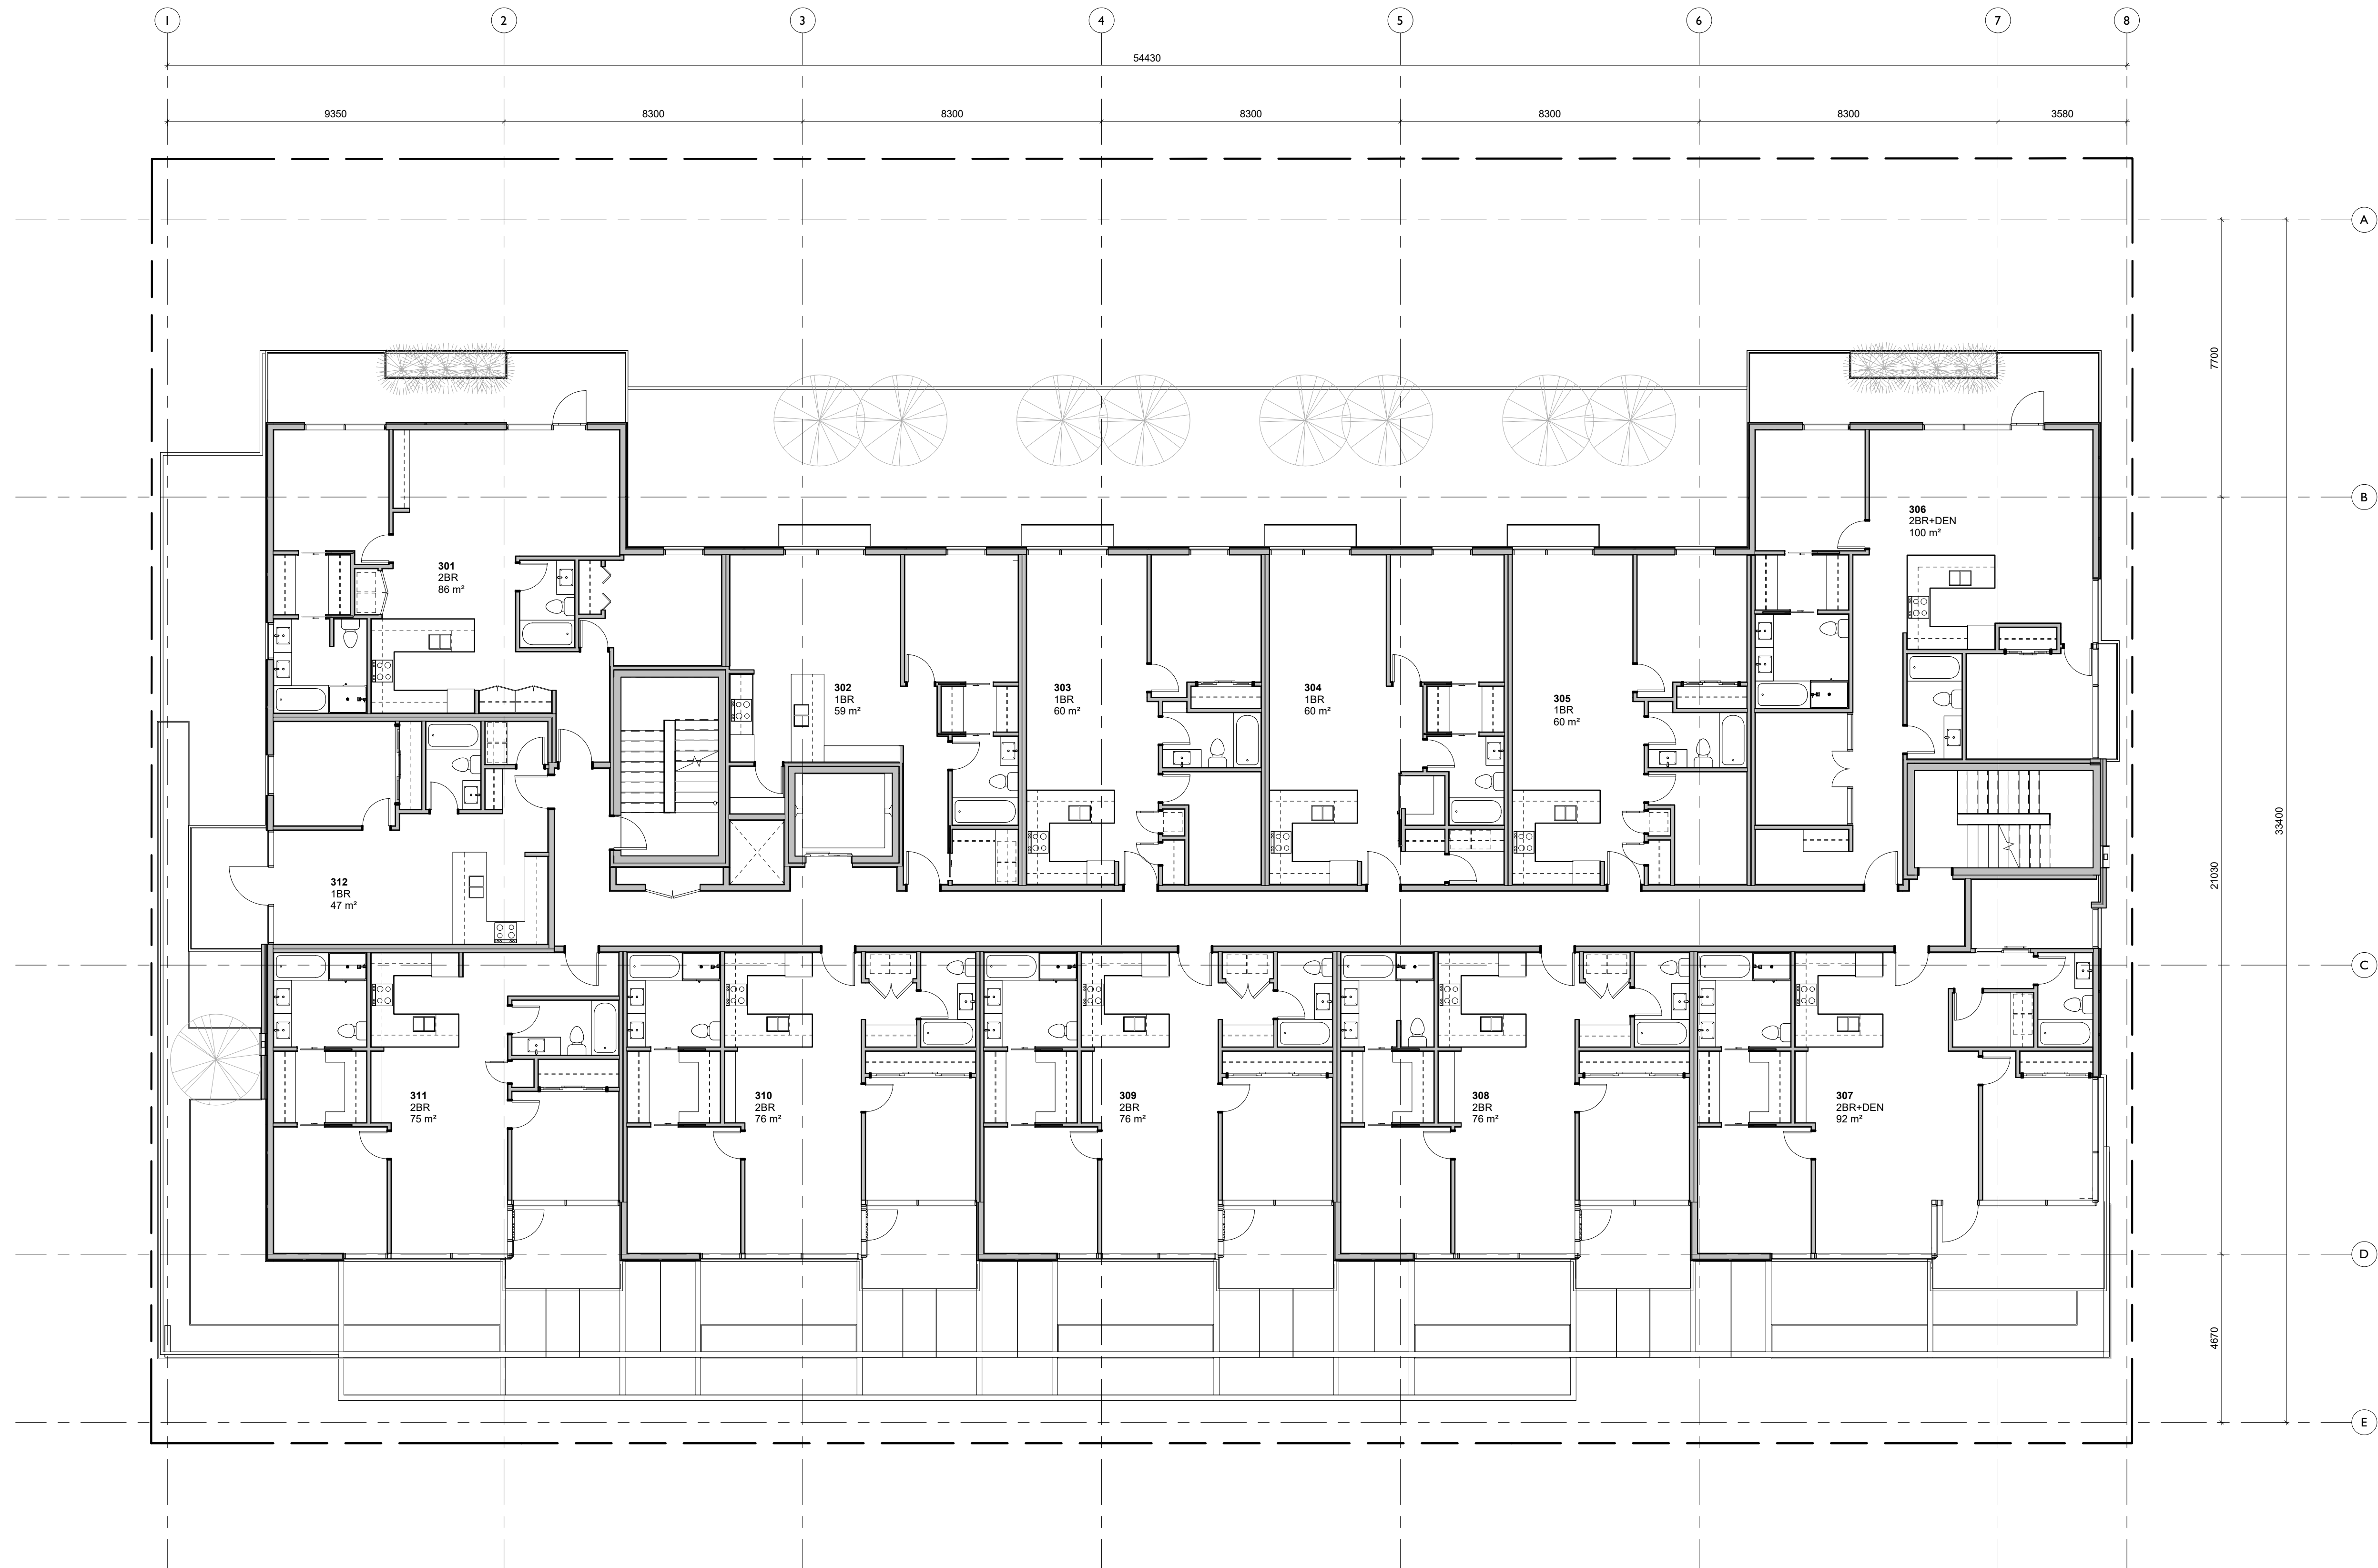 1 2 3 4 5 6 7 8
54430
9350 8300 8300 8300 8300 8300 3580
A
7700
B
306
2BR+DEN
100 m²
301
2BR
86 m²
302
1BR
59 m²
303
1BR
60 m²
304
1BR
60 m²
305
1BR
60 m²
33400
21030
312
1BR
47 m²
C
311
2BR
75 m²
310
2BR
76 m²
309
2BR
76 m²
308
2BR
76 m²
307
2BR+DEN
92 m²
D
4670
E